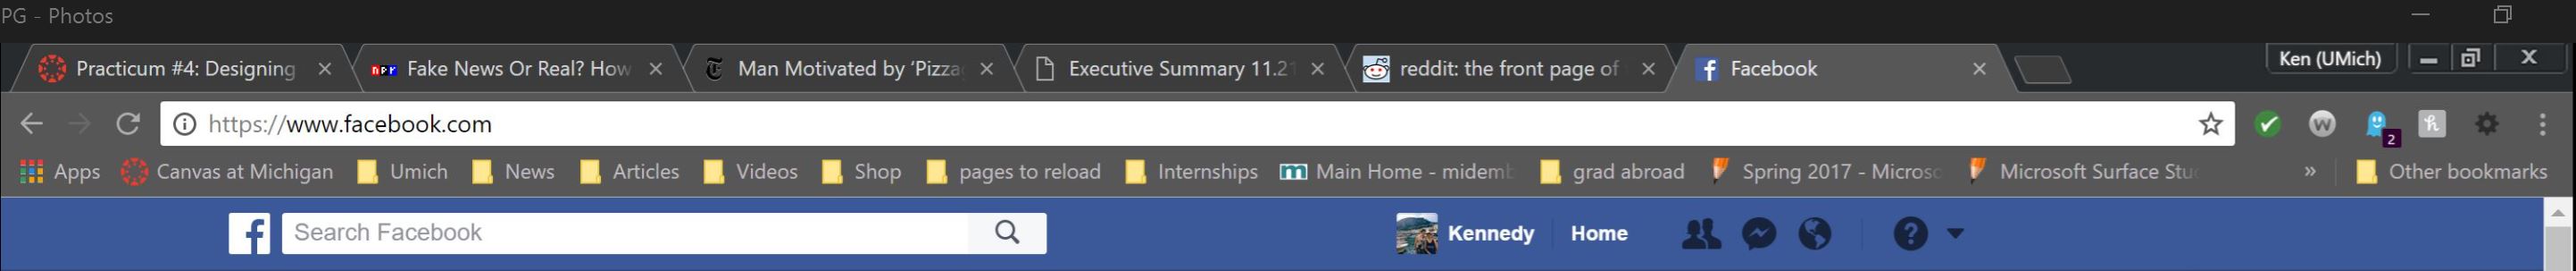 PG - Photos
Practicum #4: Designing
npr Fake News Or Real? How
T Man Motivated by 'Pizza
Executive Summary 11.21
reddit: the front page of
f Facebook
Ken (UMich)
https://www.facebook.com
W
2
h
Apps
Canvas at Michigan
Umich
News
Articles
Videos
Shop
pages to reload
Internships
m Main Home - midemb
grad abroad
Spring 2017 - Microso
Microsoft Surface Stu
»
Other bookmarks
f Search Facebook
Kennedy
Home
?